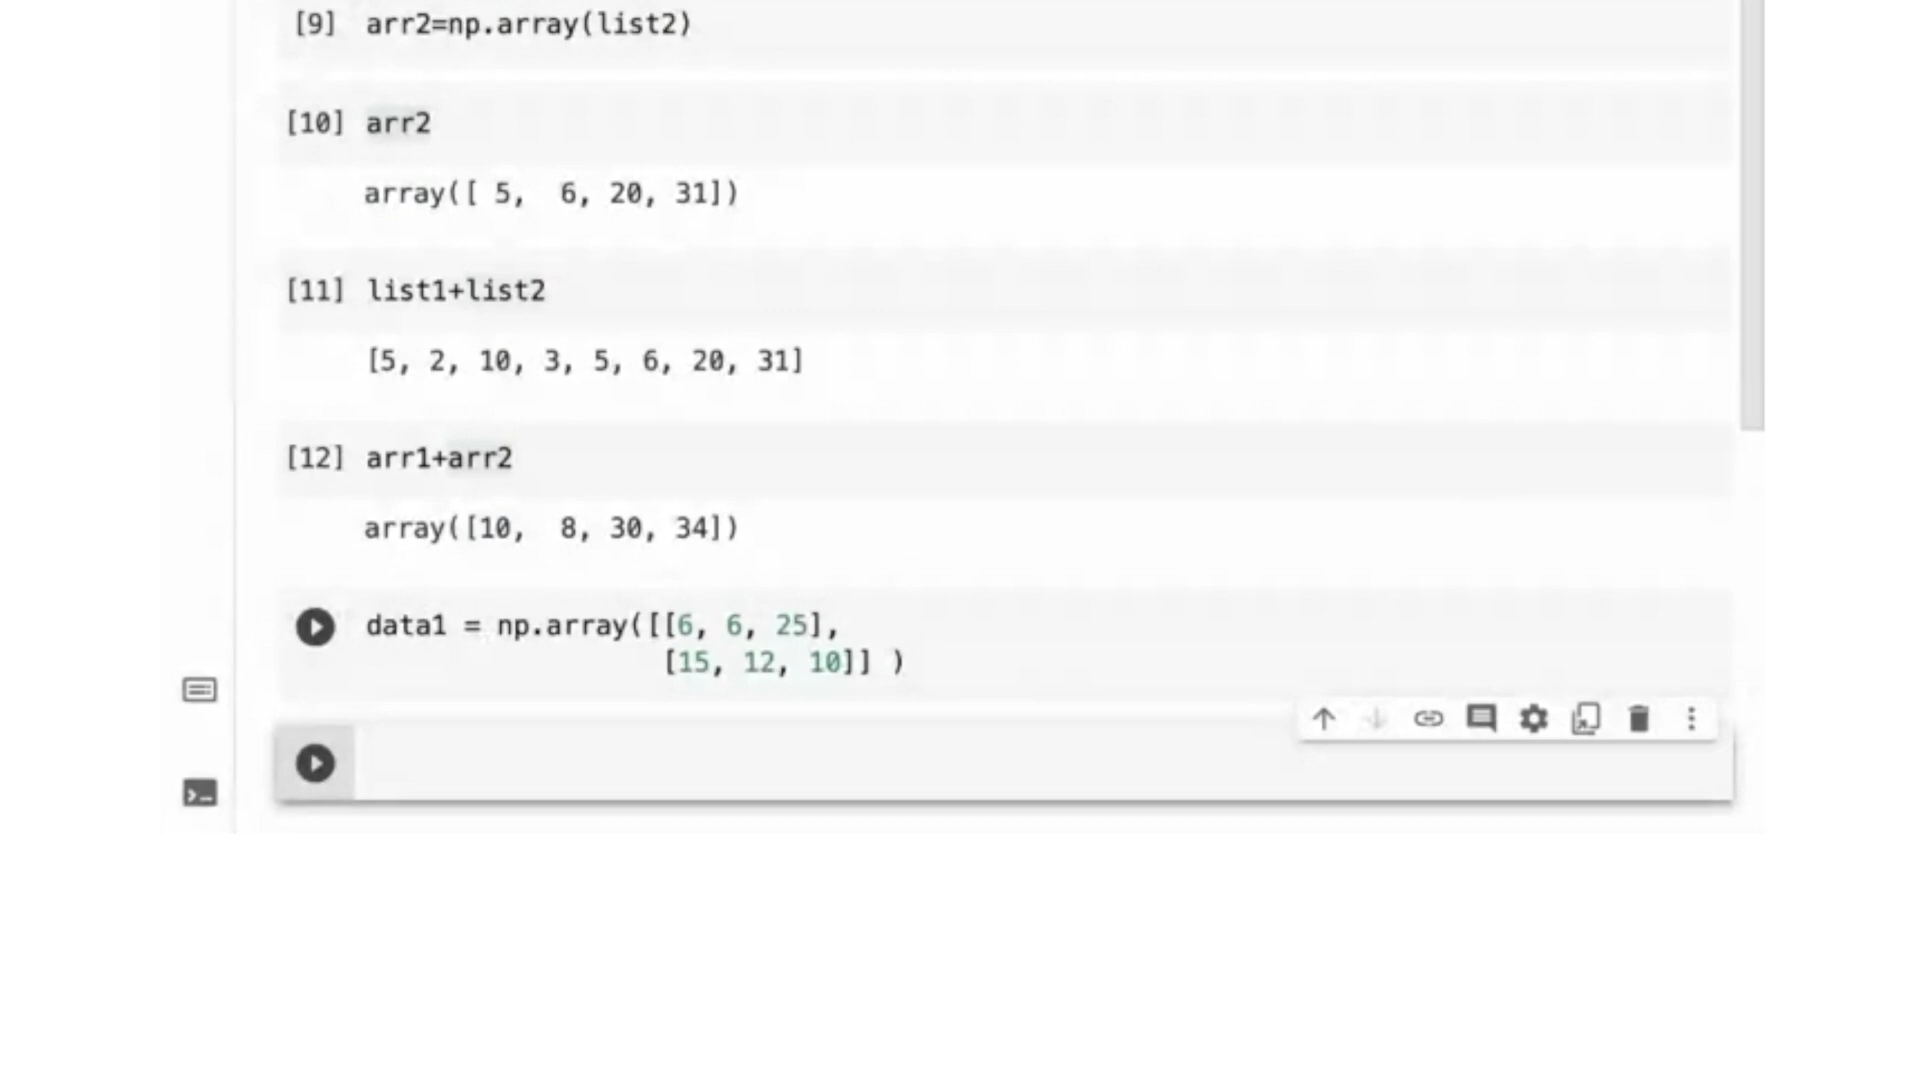 [9] arr2=np.array(list2)
[10] arr2
array([ 5,  6, 20, 31])
[11] list1+list2
[5, 2, 10, 3, 5, 6, 20, 31]
[12] arr1+arr2
array([10,  8, 30, 34])
data1 = np.array([[6, 6, 25],
[15, 12, 10]] )